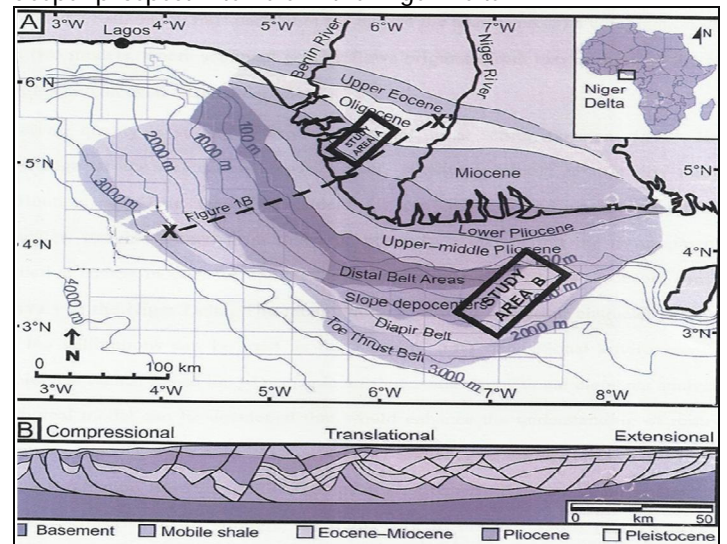 A
3°W 4°W 5°W 6°W 7°W
Lagos
Benin River
Niger River
N
Niger
Delta
6°N
Upper Eocene
Oligocene
X'
STUDY
AREA A
100 m
1000 m
2000 m
3000 m
4000 m
5°N
5°N
Miocene
Figure 1B
X
Lower Pliocene
4°N
Upper–middle Pliocene
4°N
Distal Belt Areas
Slope depocenters
STUDY
AREA B
Diapir Belt
2000 m
Toe Thrust Belt
3000 m
3°N
3°N
N
0 100 km
3°W 4°W 5°W 6°W 7°W 8°W
B Compressional Translational Extensional
0 km 50
Basement Mobile shale Eocene–Miocene Pliocene Pleistocene